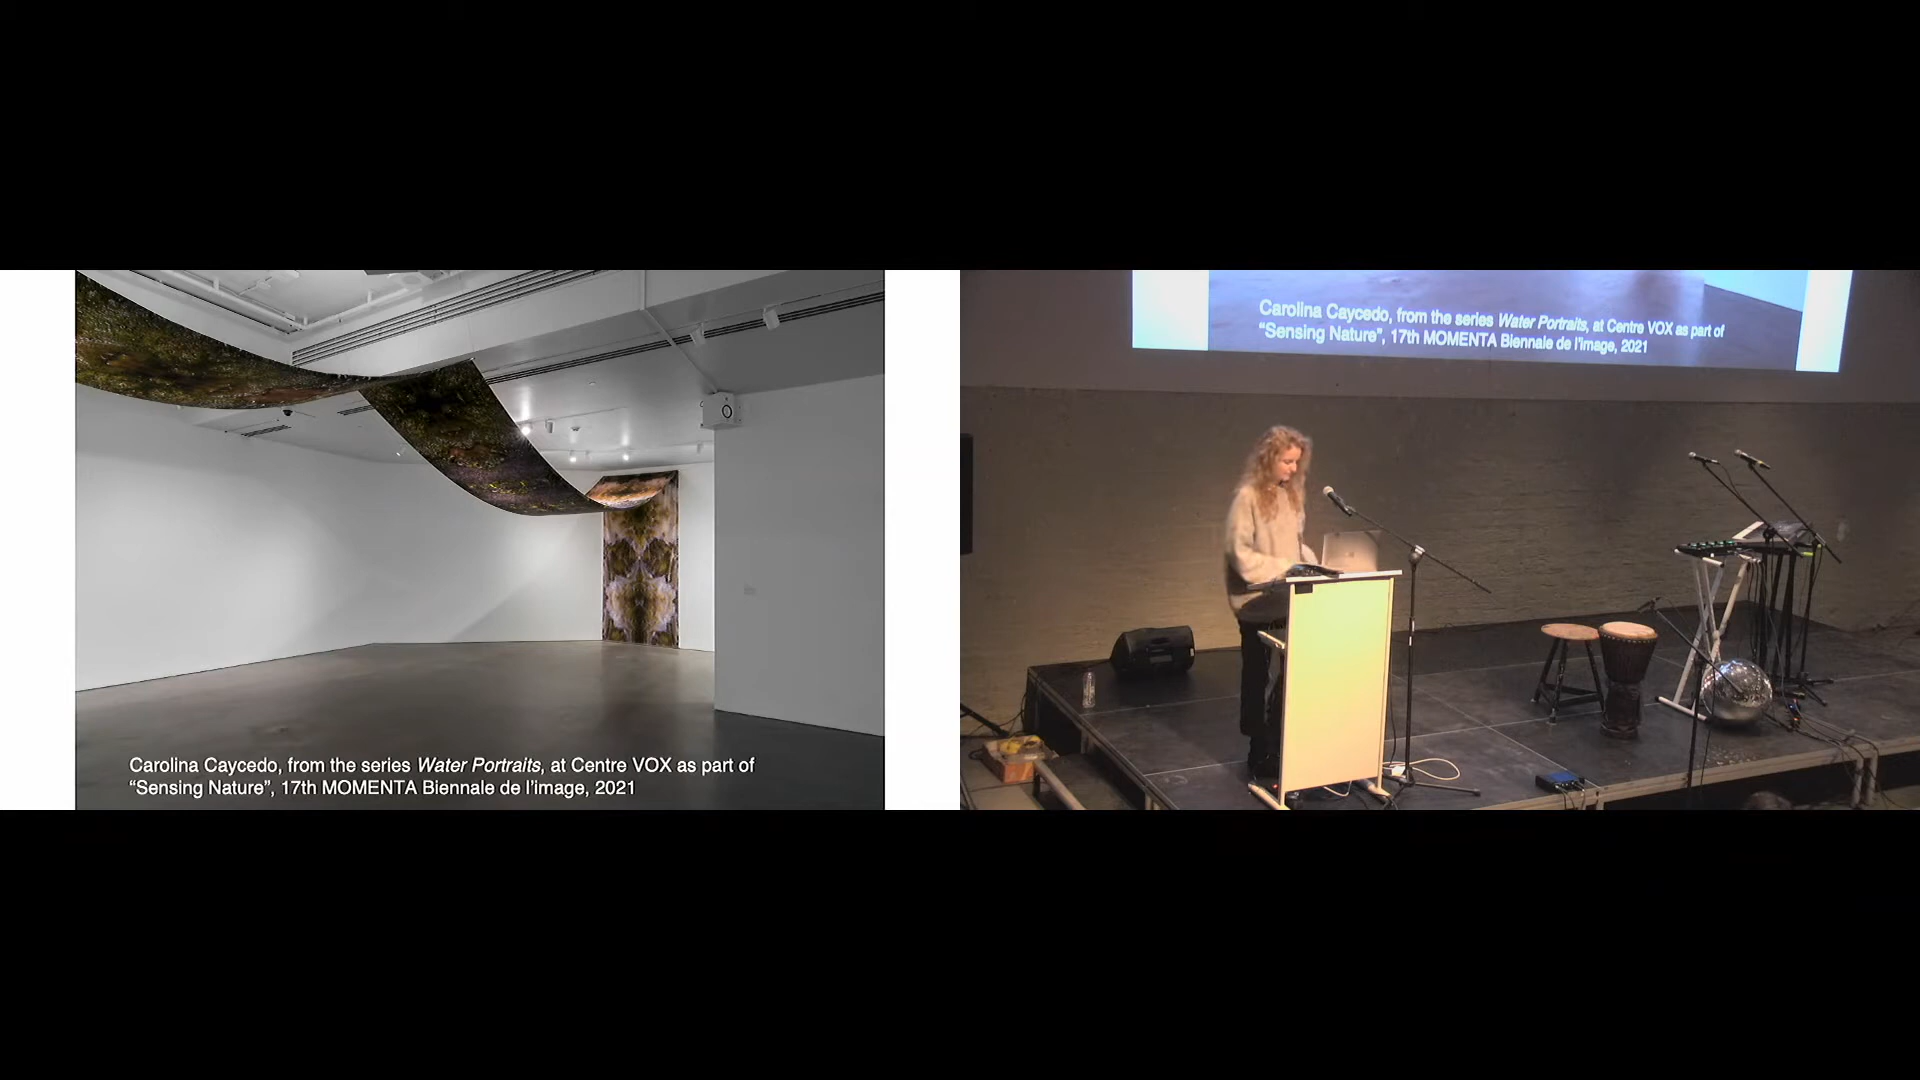 Carolina Caycedo, from the series Water Portraits, at Centre VOX as part of
“Sensing Nature”, 17th MOMENTA Biennale de l’image, 2021
Carolina Caycedo, from the series Water Portraits, at Centre VOX as part of
“Sensing Nature”, 17th MOMENTA Biennale de l’image, 2021